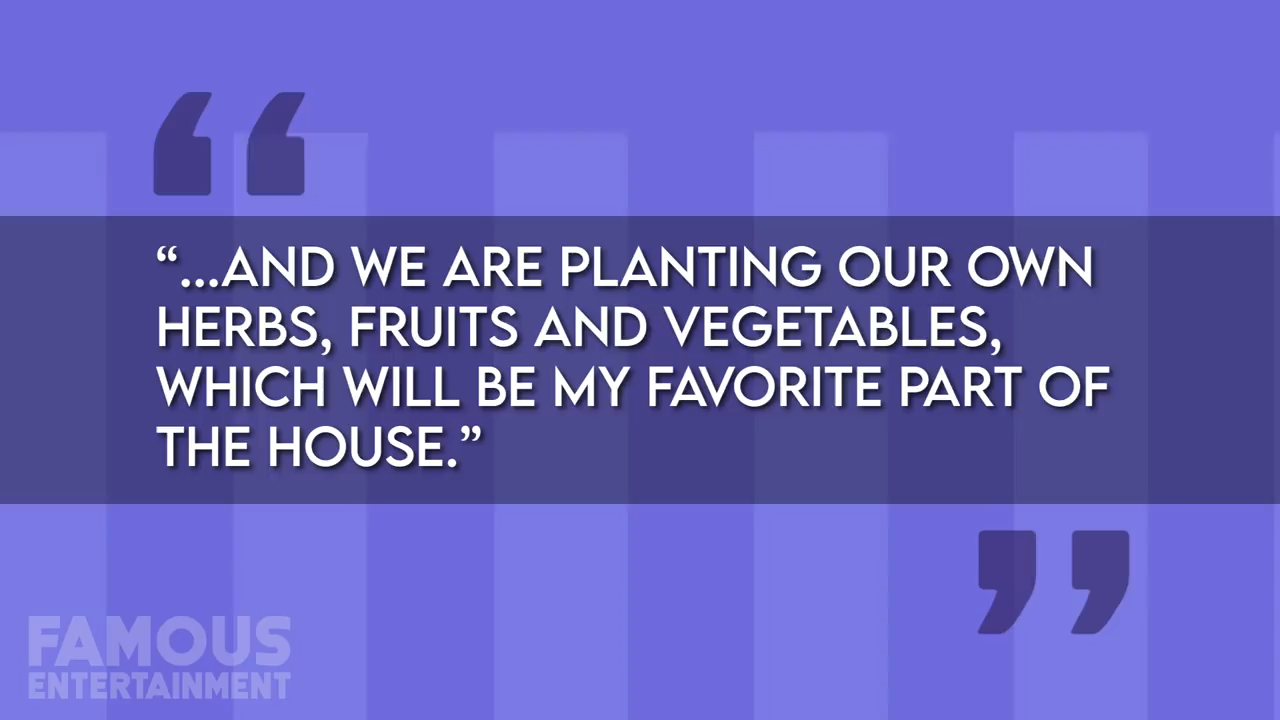 “...AND WE ARE PLANTING OUR OWN
HERBS, FRUITS AND VEGETABLES,
WHICH WILL BE MY FAVORITE PART OF
THE HOUSE.”
FAMOUS
ENTERTAINMENT